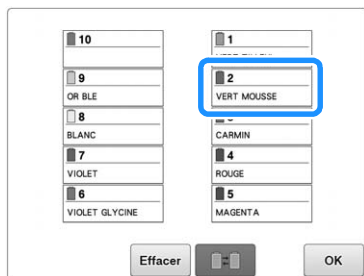 10
1
9
OR BLE
2
VERT MOUSSE
8
BLANC
CARMIN
7
VIOLET
4
ROUGE
6
VIOLET GLYCINE
5
MAGENTA
Effacer
OK